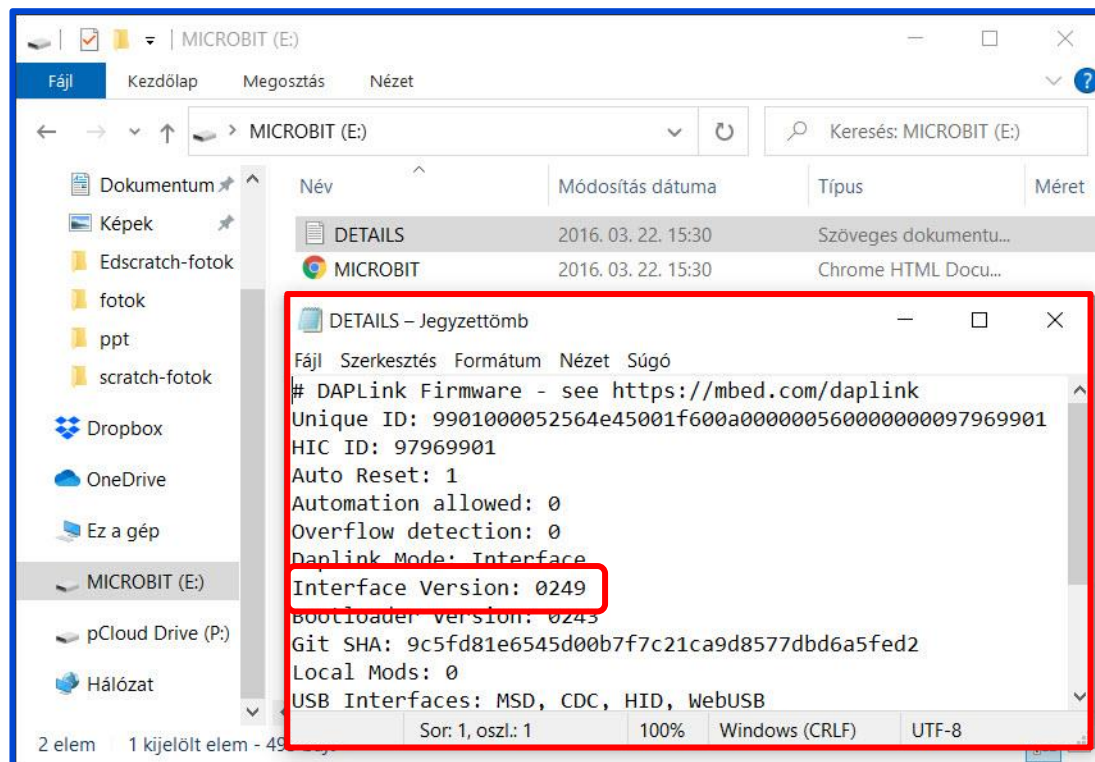 MICROBIT (E:)
Fájl Kezdőlap Megosztás Nézet
MICROBIT (E:)
Keresés: MICROBIT (E:)
Dokumentum
Képek
Edscratch-fotok
fotok
ppt
scratch-fotok
Dropbox
OneDrive
Ez a gép
MICROBIT (E:)
pCloud Drive (P:)
Hálózat
Név Módosítás dátuma Típus Méret
DETAILS 2016. 03. 22. 15:30 Szöveges dokumentu...
MICROBIT 2016. 03. 22. 15:30 Chrome HTML Docu...
DETAILS – Jegyzettömb
Fájl Szerkesztés Formátum Nézet Súgó
# DAPLink Firmware - see https://mbed.com/daplink
Unique ID: 9901000052564e45001f600a000000560000000097969901
HIC ID: 97969901
Auto Reset: 1
Automation allowed: 0
Overflow detection: 0
Daplink Mode: Interface
Interface Version: 0249
Bootloader Version: 0243
Git SHA: 9c5fd81e6545d00b7f7c21ca9d8577dbd6a5fed2
Local Mods: 0
USB Interfaces: MSD, CDC, HID, WebUSB
Sor: 1, oszl.: 1 100% Windows (CRLF) UTF-8
2 elem 1 kijelölt elem - 49